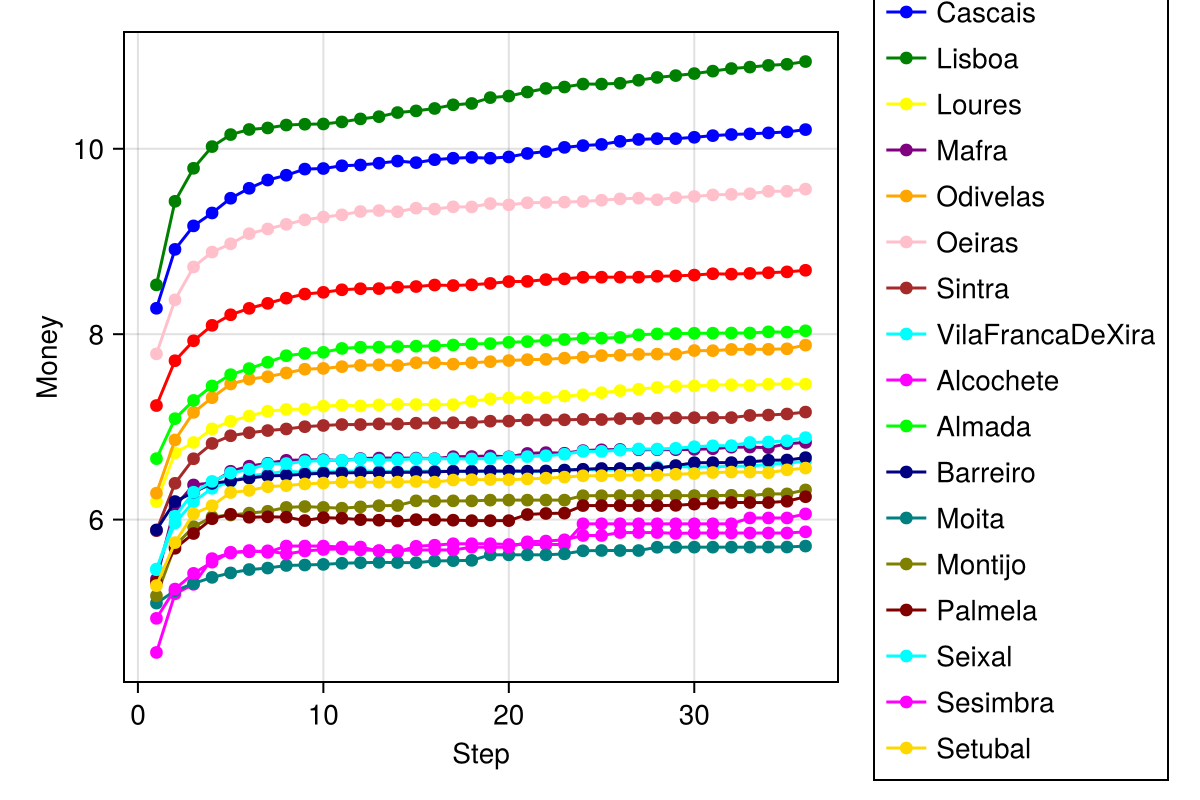 Cascais
Lisboa
Loures
Mafra
Odivelas
Oeiras
Sintra
VilaFrancaDeXira
Alcochete
Almada
Barreiro
Moita
Montijo
Palmela
Seixal
Sesimbra
Setubal
Money
10
8
6
0 10 20 30
Step